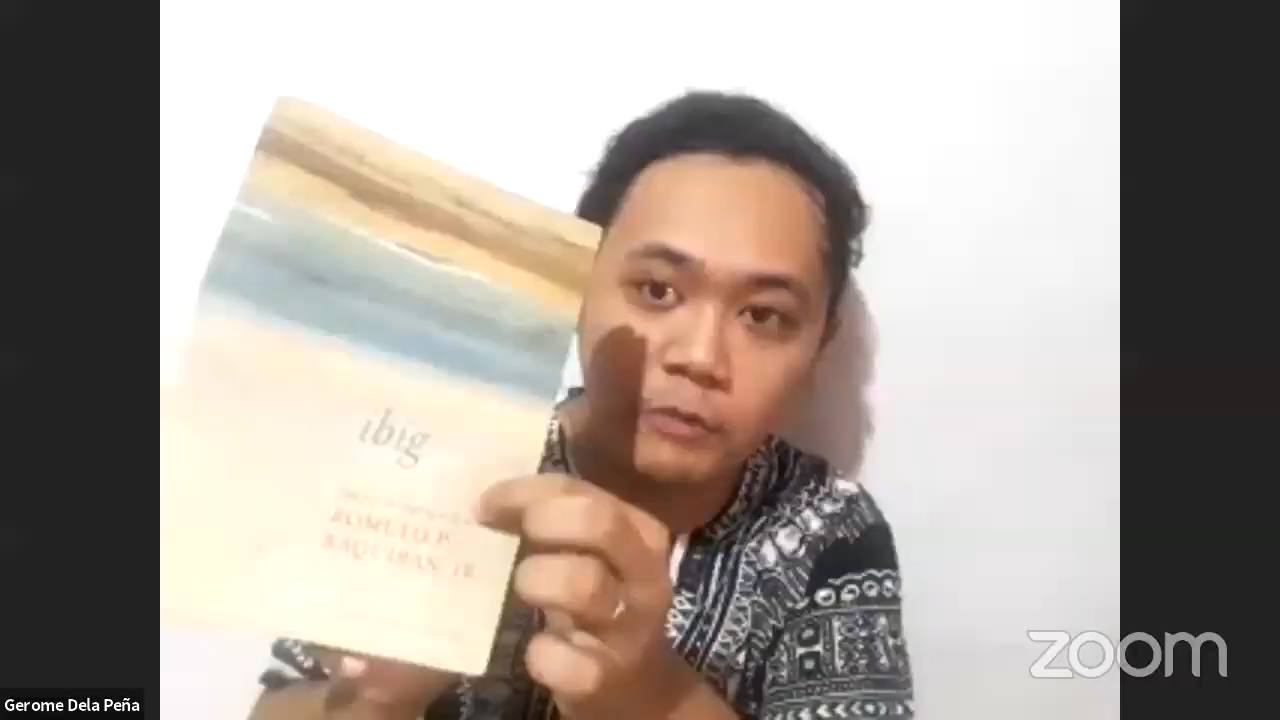 ibig
ROMULO P.
BAQUIRAN, JR.
zoom
Gerome Dela Peña